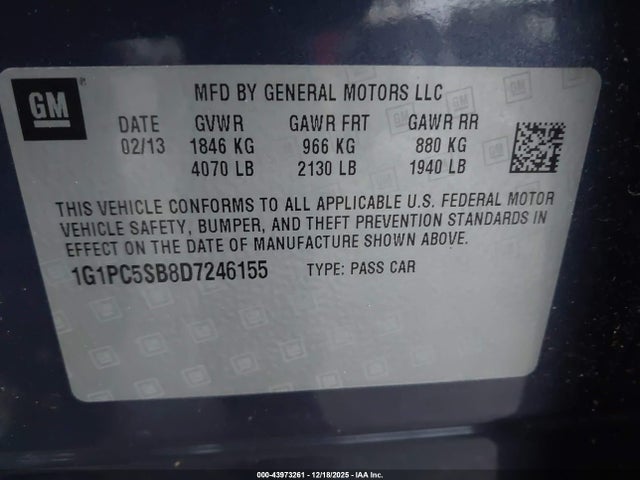 GM
MFD BY GENERAL MOTORS LLC
DATE GVWR GAWR FRT GAWR RR
02/13 1846 KG 966 KG 880 KG
4070 LB 2130 LB 1940 LB
THIS VEHICLE CONFORMS TO ALL APPLICABLE U.S. FEDERAL MOTOR
VEHICLE SAFETY, BUMPER, AND THEFT PREVENTION STANDARDS IN
EFFECT ON THE DATE OF MANUFACTURE SHOWN ABOVE.
1G1PC5SB8D7246155 TYPE: PASS CAR
000-43973261 - 12/18/2025 - IAA Inc.